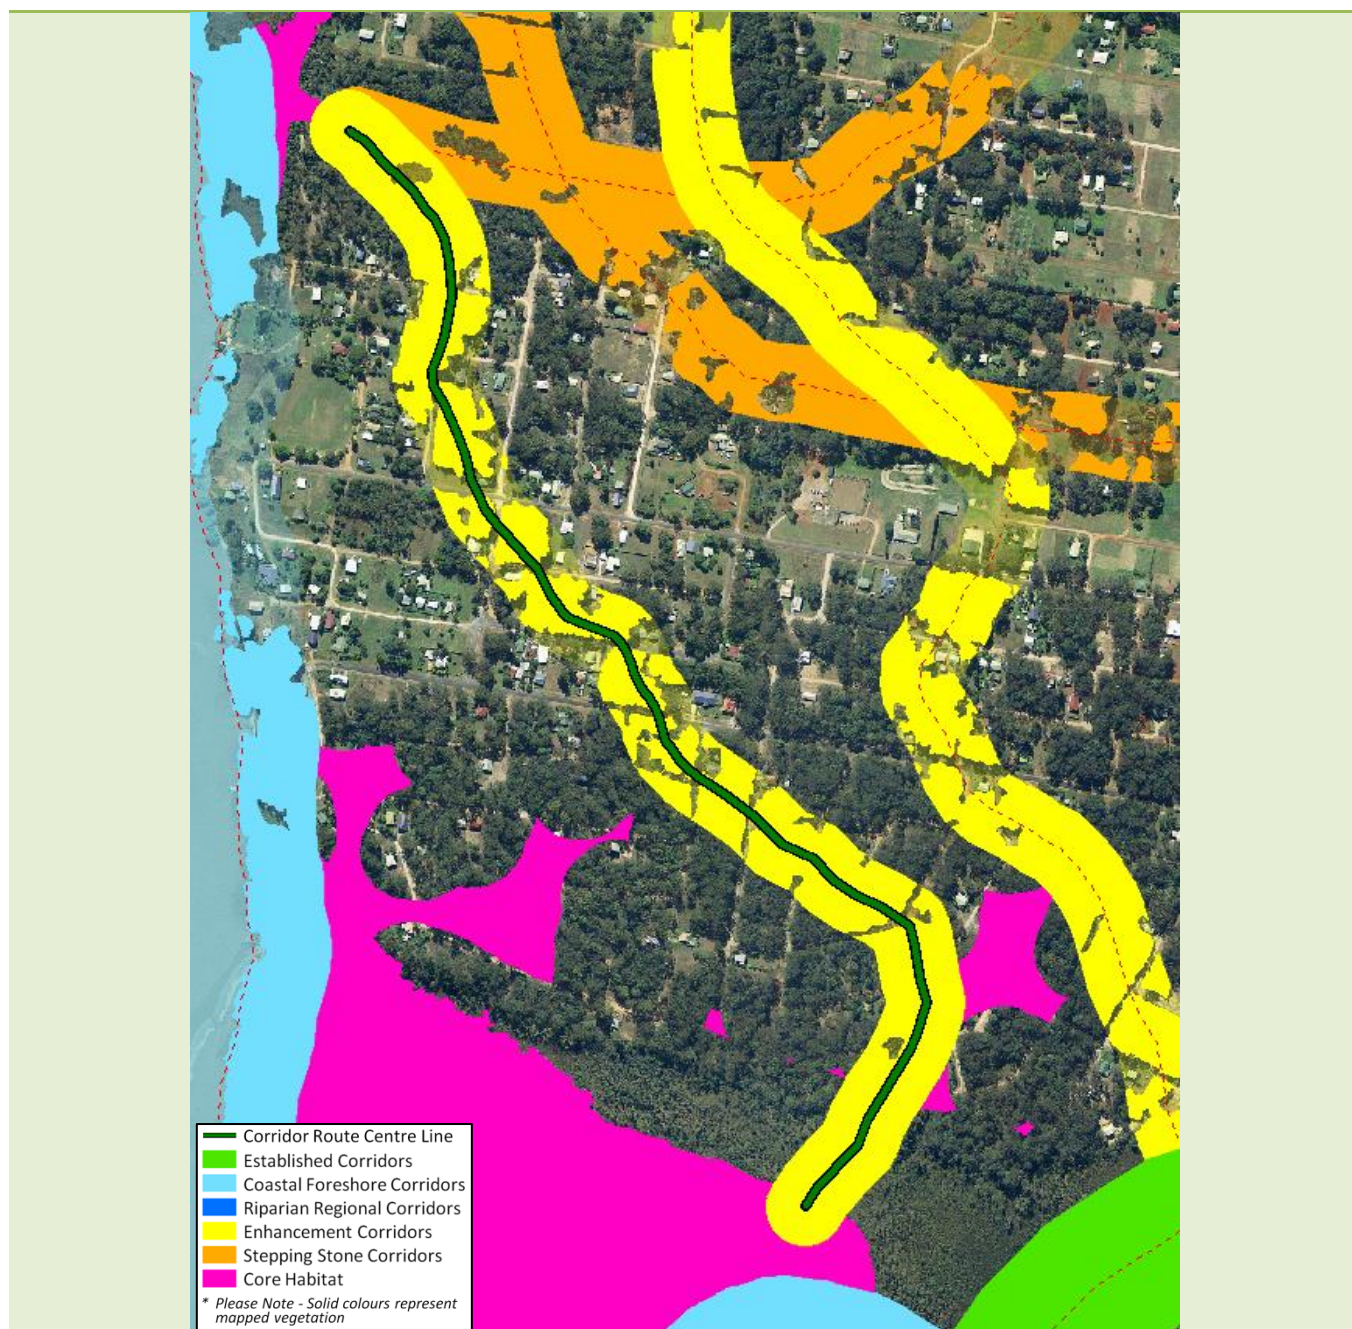 Corridor Route Centre Line
Established Corridors
Coastal Foreshore Corridors
Riparian Regional Corridors
Enhancement Corridors
Stepping Stone Corridors
Core Habitat
* Please Note - Solid colours represent
mapped vegetation